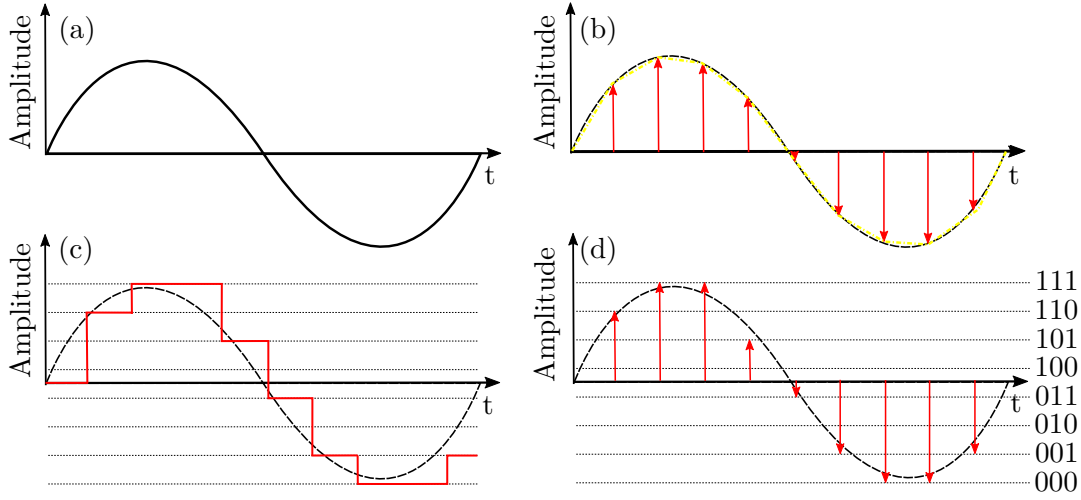 (a)
Amplitude
t
(b)
Amplitude
t
(c)
Amplitude
t
(d)
Amplitude
t
111
110
101
100
011
010
001
000